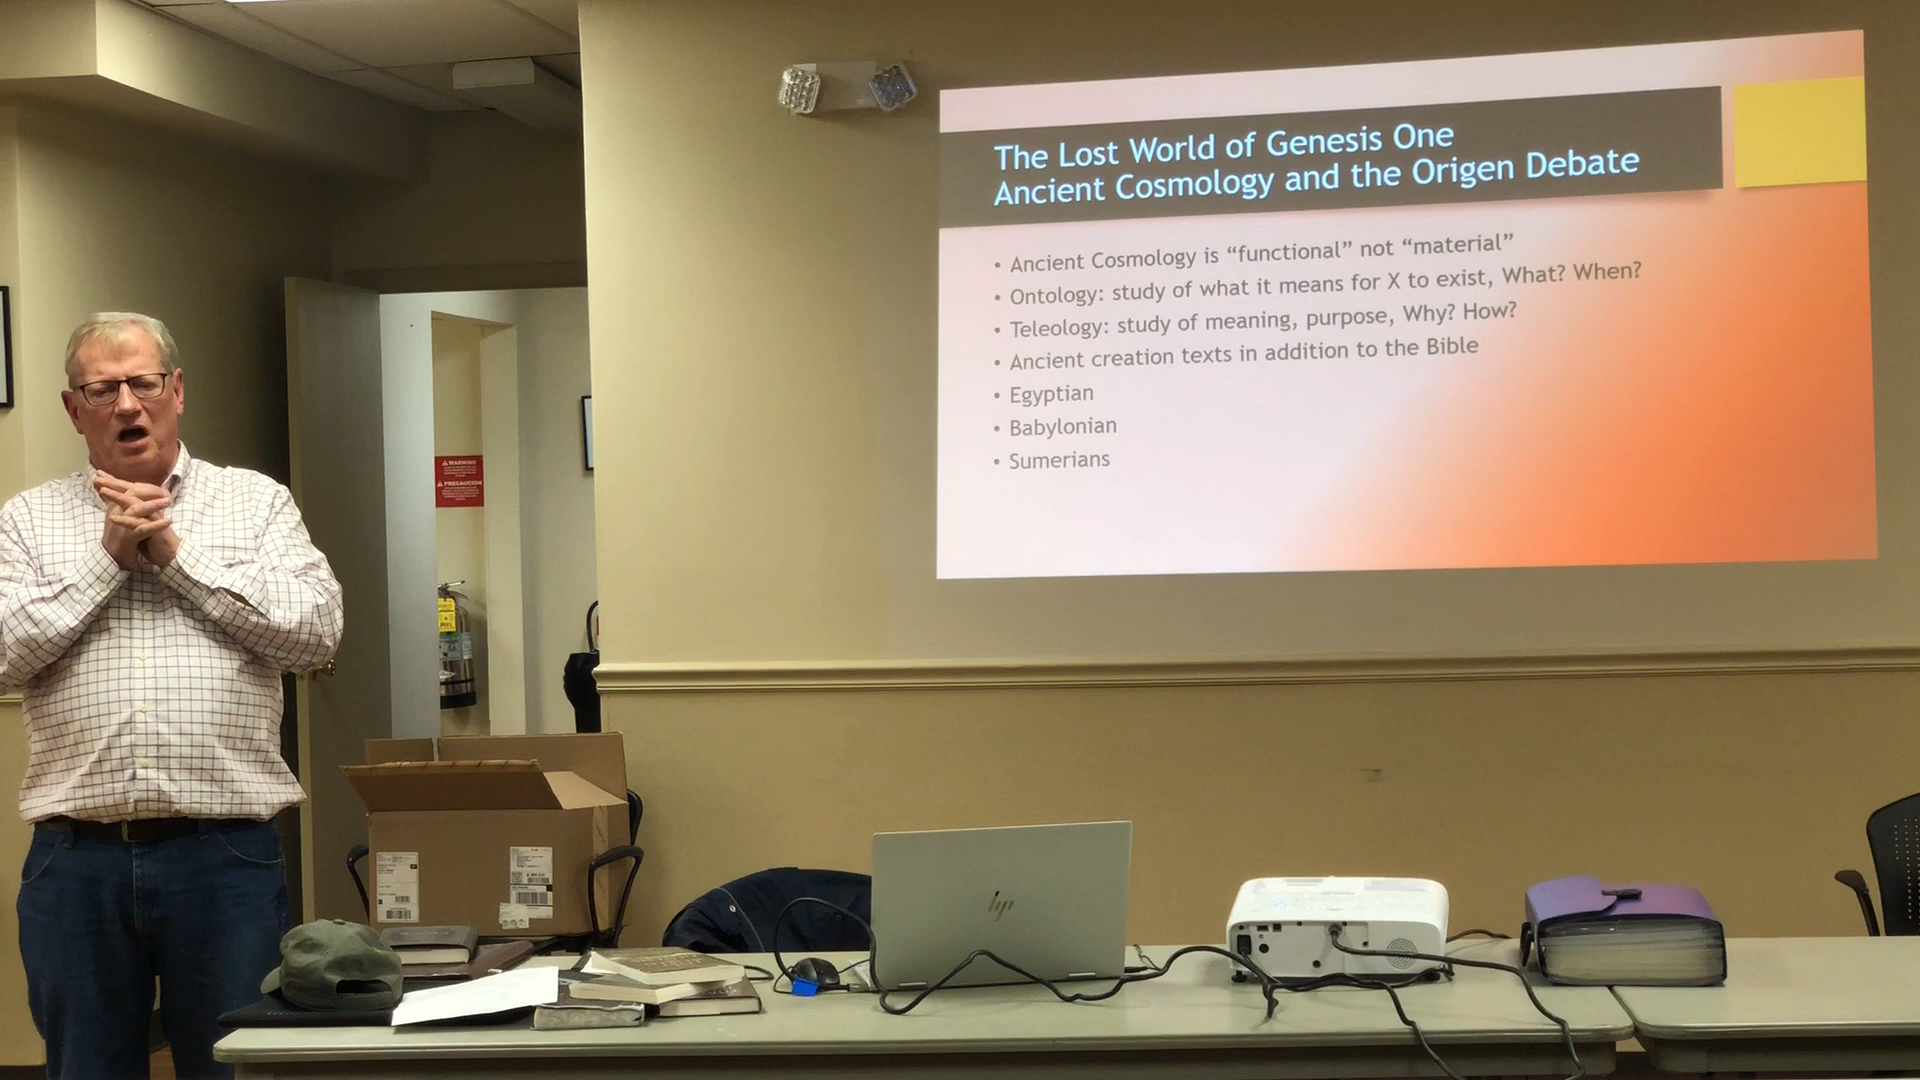 The Lost World of Genesis One
Ancient Cosmology and the Origen Debate
• Ancient Cosmology is “functional” not “material”
• Ontology: study of what it means for X to exist, What? When?
• Teleology: study of meaning, purpose, Why? How?
• Ancient creation texts in addition to the Bible
• Egyptian
• Babylonian
• Sumerians
WARNING
PRECAUCION
hp